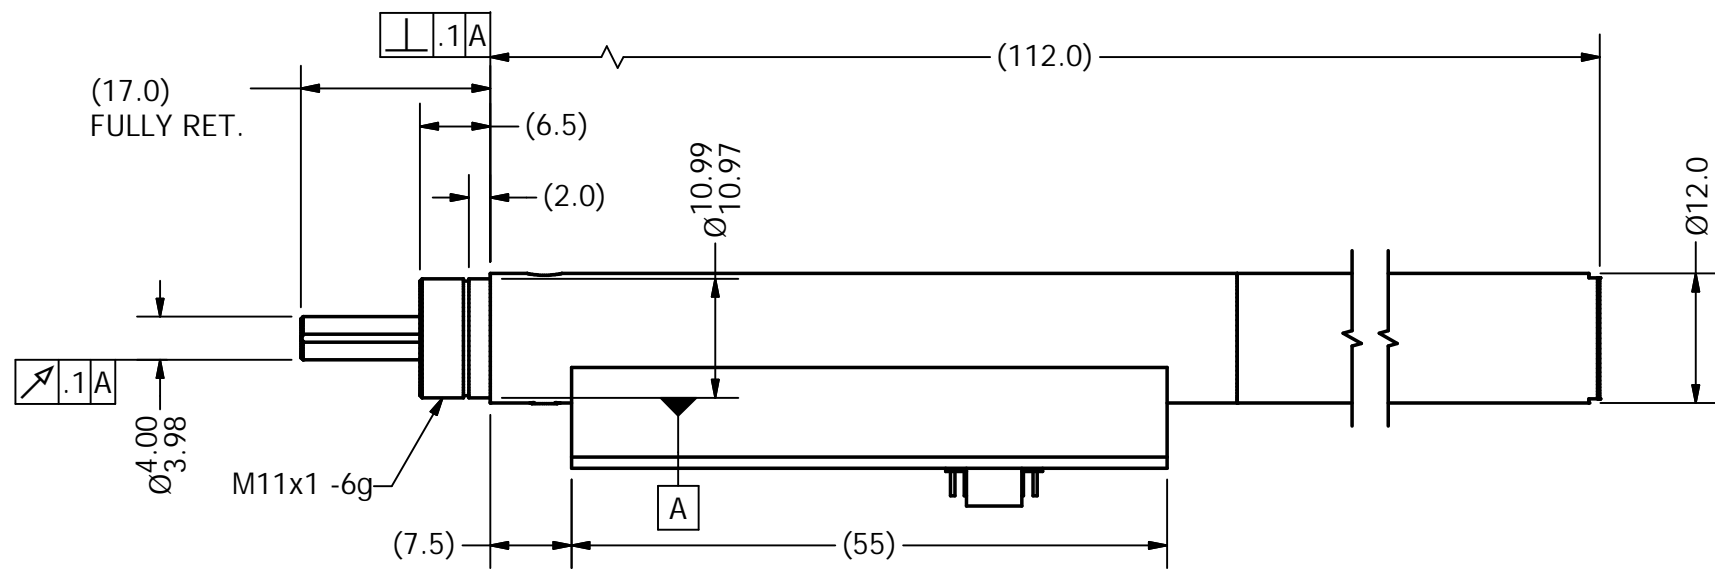 ⊥ .1 A
(112.0)
(17.0)
FULLY RET.
(6.5)
(2.0)
Ø10.99
10.97
Ø12.0
↗ .1 A
Ø4.00
3.98
M11x1 -6g
A
(7.5)
(55)